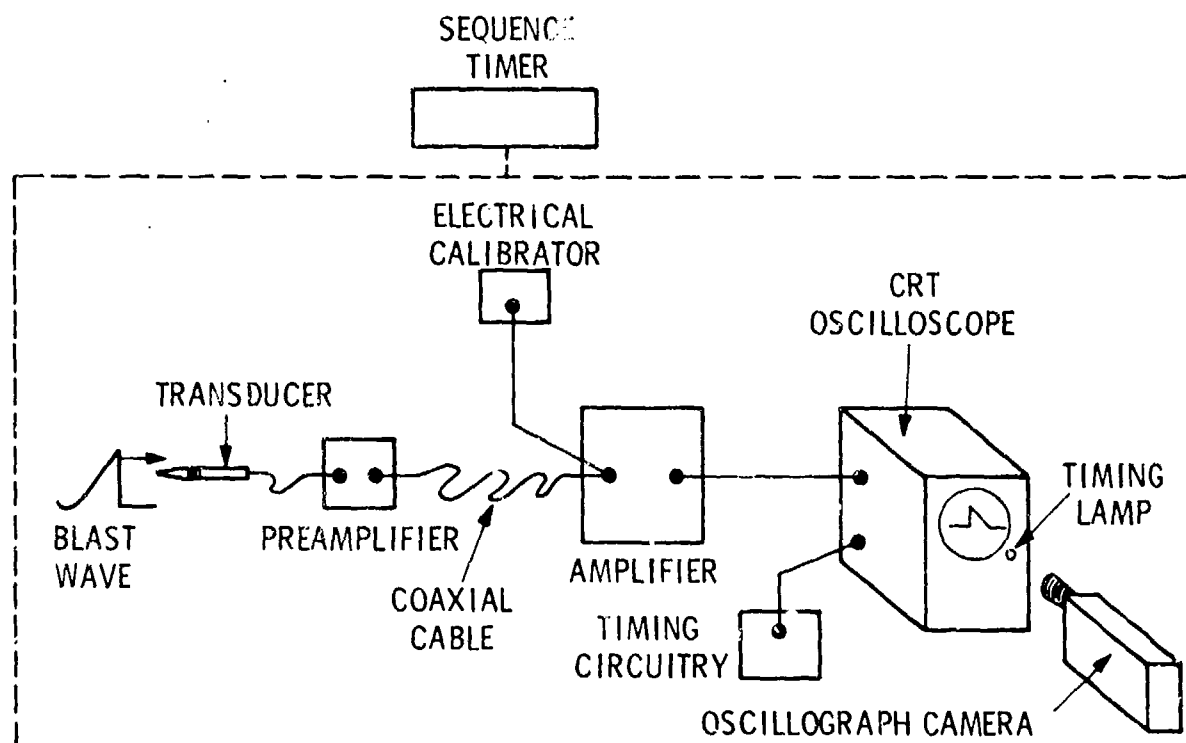 SEQUENCE
TIMER
ELECTRICAL
CALIBRATOR
CRT
OSCILLOSCOPE
TRANSDUCER
TIMING
LAMP
BLAST
WAVE
PREAMPLIFIER
COAXIAL
CABLE
AMPLIFIER
TIMING
CIRCUITRY
OSCILLOGRAPH CAMERA